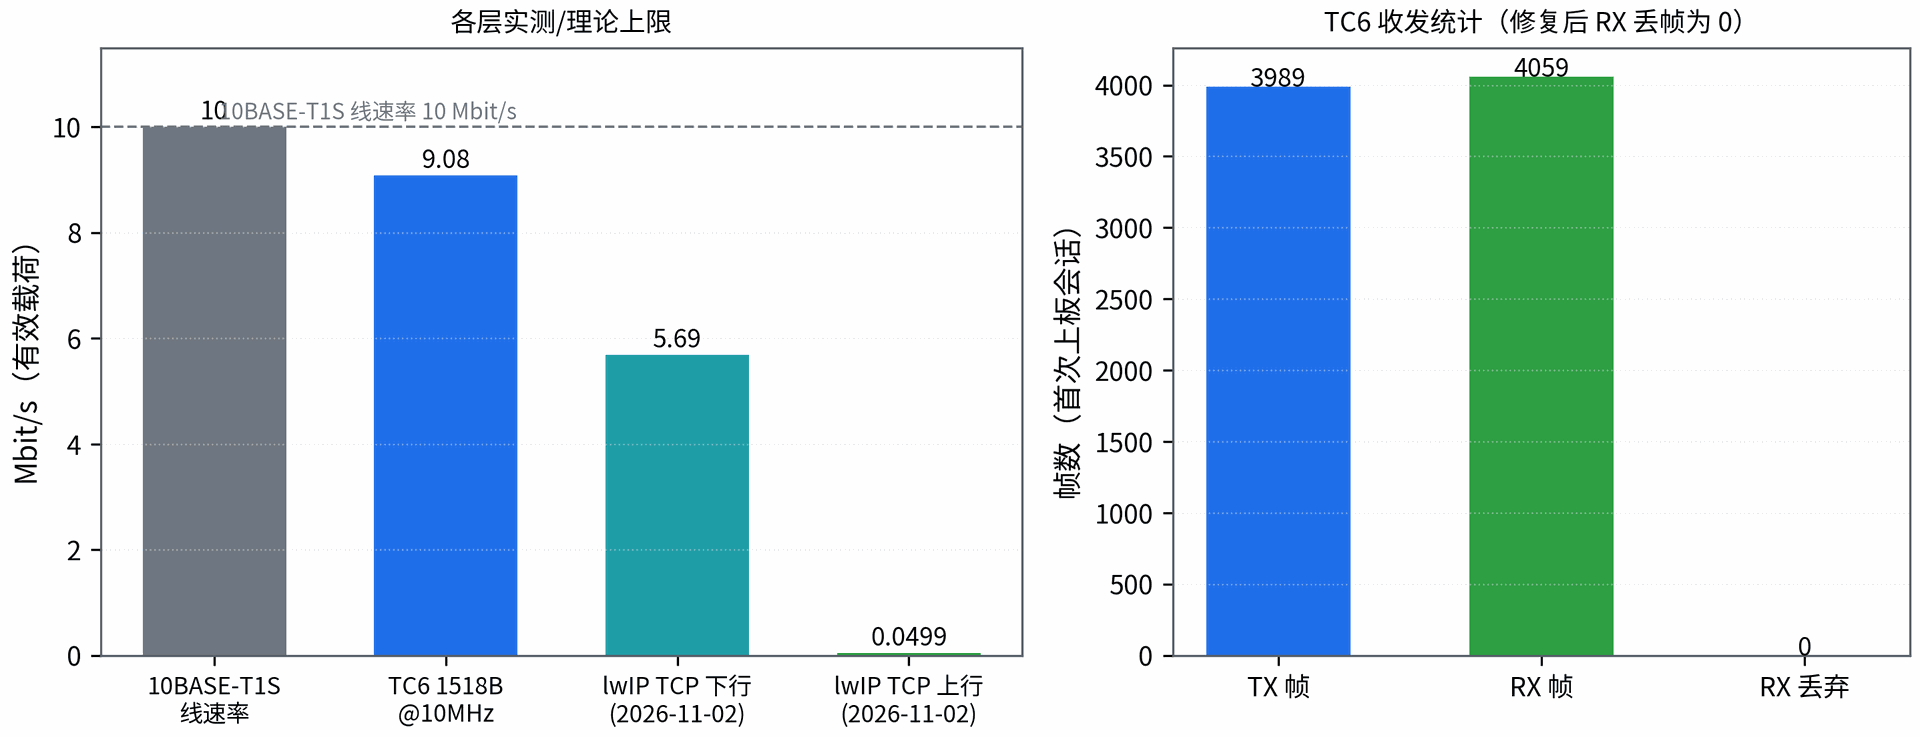 各层实测/理论上限
Mbit/s（有效载荷）
10
8
6
4
2
0
10
10BASE-T1S 线速率 10 Mbit/s
9.08
5.69
0.0499
10BASE-T1S
线速率
TC6 1518B
@10MHz
lwIP TCP 下行
(2026-11-02)
lwIP TCP 上行
(2026-11-02)
TC6 收发统计（修复后 RX 丢帧为 0）
帧数（首次上板会话）
4000
3500
3000
2500
2000
1500
1000
500
0
3989
4059
0
TX 帧
RX 帧
RX 丢弃